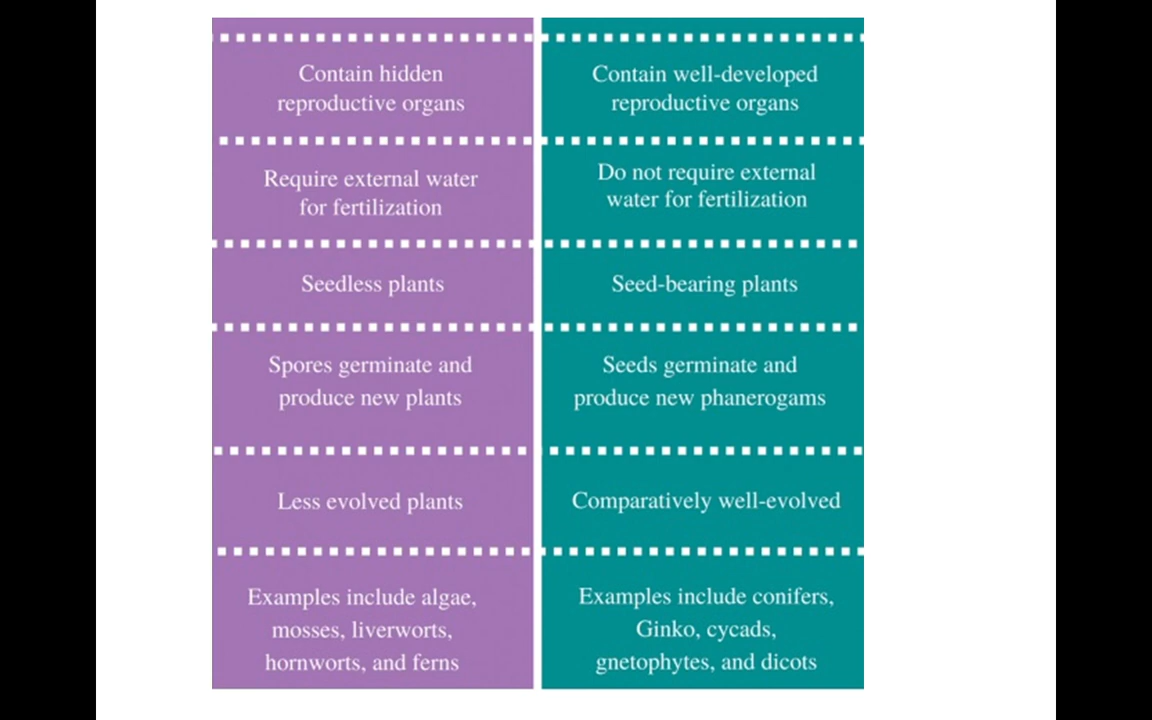 Contain hidden
reproductive organs
Contain well-developed
reproductive organs
Require external water
for fertilization
Do not require external
water for fertilization
Seedless plants
Seed-bearing plants
Spores germinate and
produce new plants
Seeds germinate and
produce new phanerogams
Less evolved plants
Comparatively well-evolved
Examples include algae,
mosses, liverworts,
hornworts, and ferns
Examples include conifers,
Ginko, cycads,
gnetophytes, and dicots